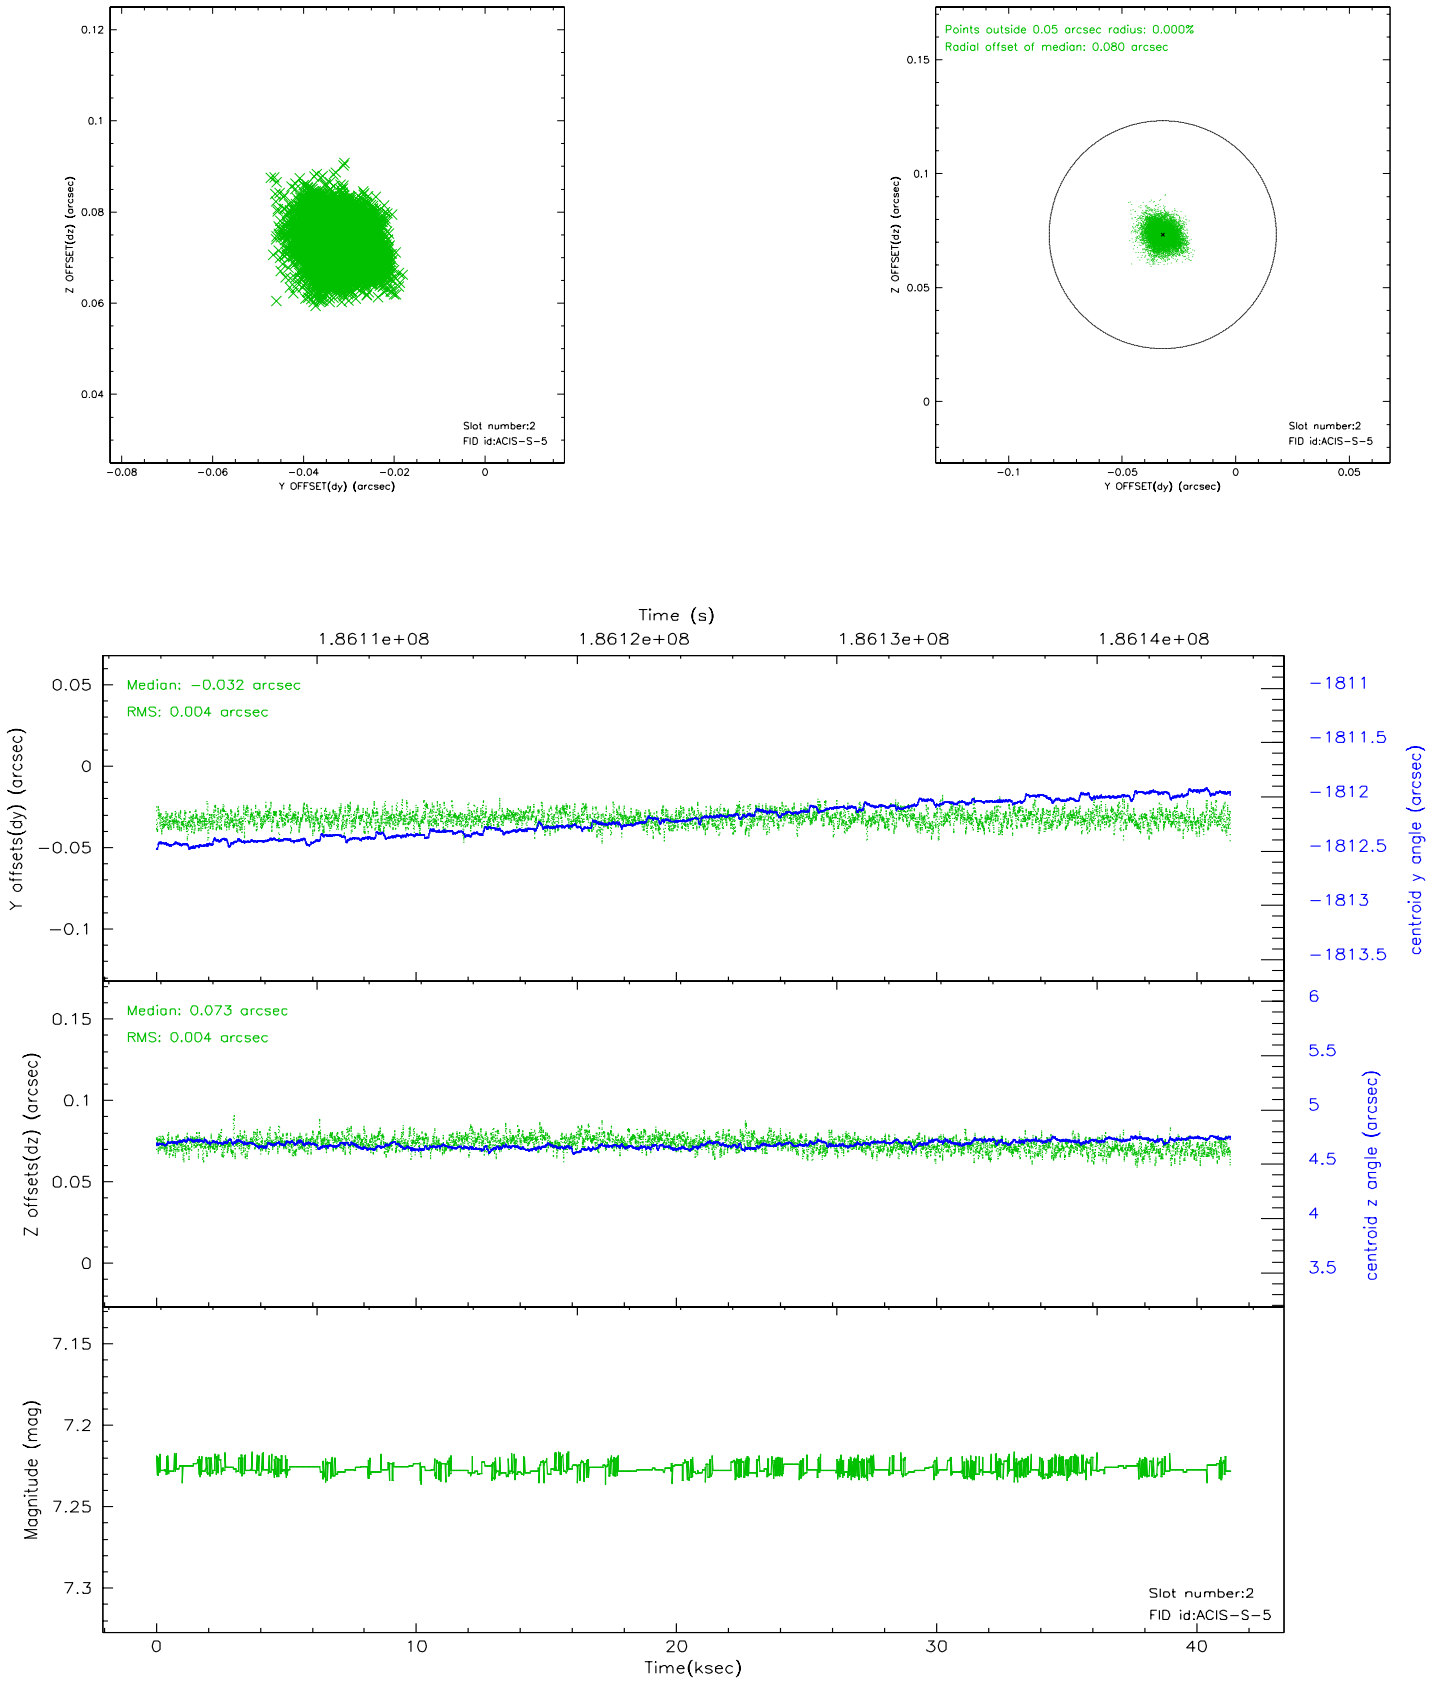 0.12
0.1
0.08
0.06
0.04
Z OFFSET(dz) (arcsec)
Slot number:2
FID id:ACIS-S-5
-0.08 -0.06 -0.04 -0.02 0
Y OFFSET(dy) (arcsec)
Points outside 0.05 arcsec radius: 0.000%
Radial offset of median: 0.080 arcsec
0.15
0.1
0.05
0
Z OFFSET(dz) (arcsec)
Slot number:2
FID id:ACIS-S-5
-0.1 -0.05 0 0.05
Y OFFSET(dy) (arcsec)
Time (s)
1.8611e+08 1.8612e+08 1.8613e+08 1.8614e+08
Median: -0.032 arcsec
RMS: 0.004 arcsec
0.05
0
-0.05
-0.1
Y offsets(dy) (arcsec)
-1811
-1811.5
-1812
-1812.5
-1813
-1813.5
centroid y angle (arcsec)
Median: 0.073 arcsec
RMS: 0.004 arcsec
0.15
0.1
0.05
0
Z offsets(dz) (arcsec)
6
5.5
5
4.5
4
3.5
centroid z angle (arcsec)
7.15
7.2
7.25
7.3
Magnitude (mag)
Slot number:2
FID id:ACIS-S-5
0 10 20 30 40
Time(ksec)